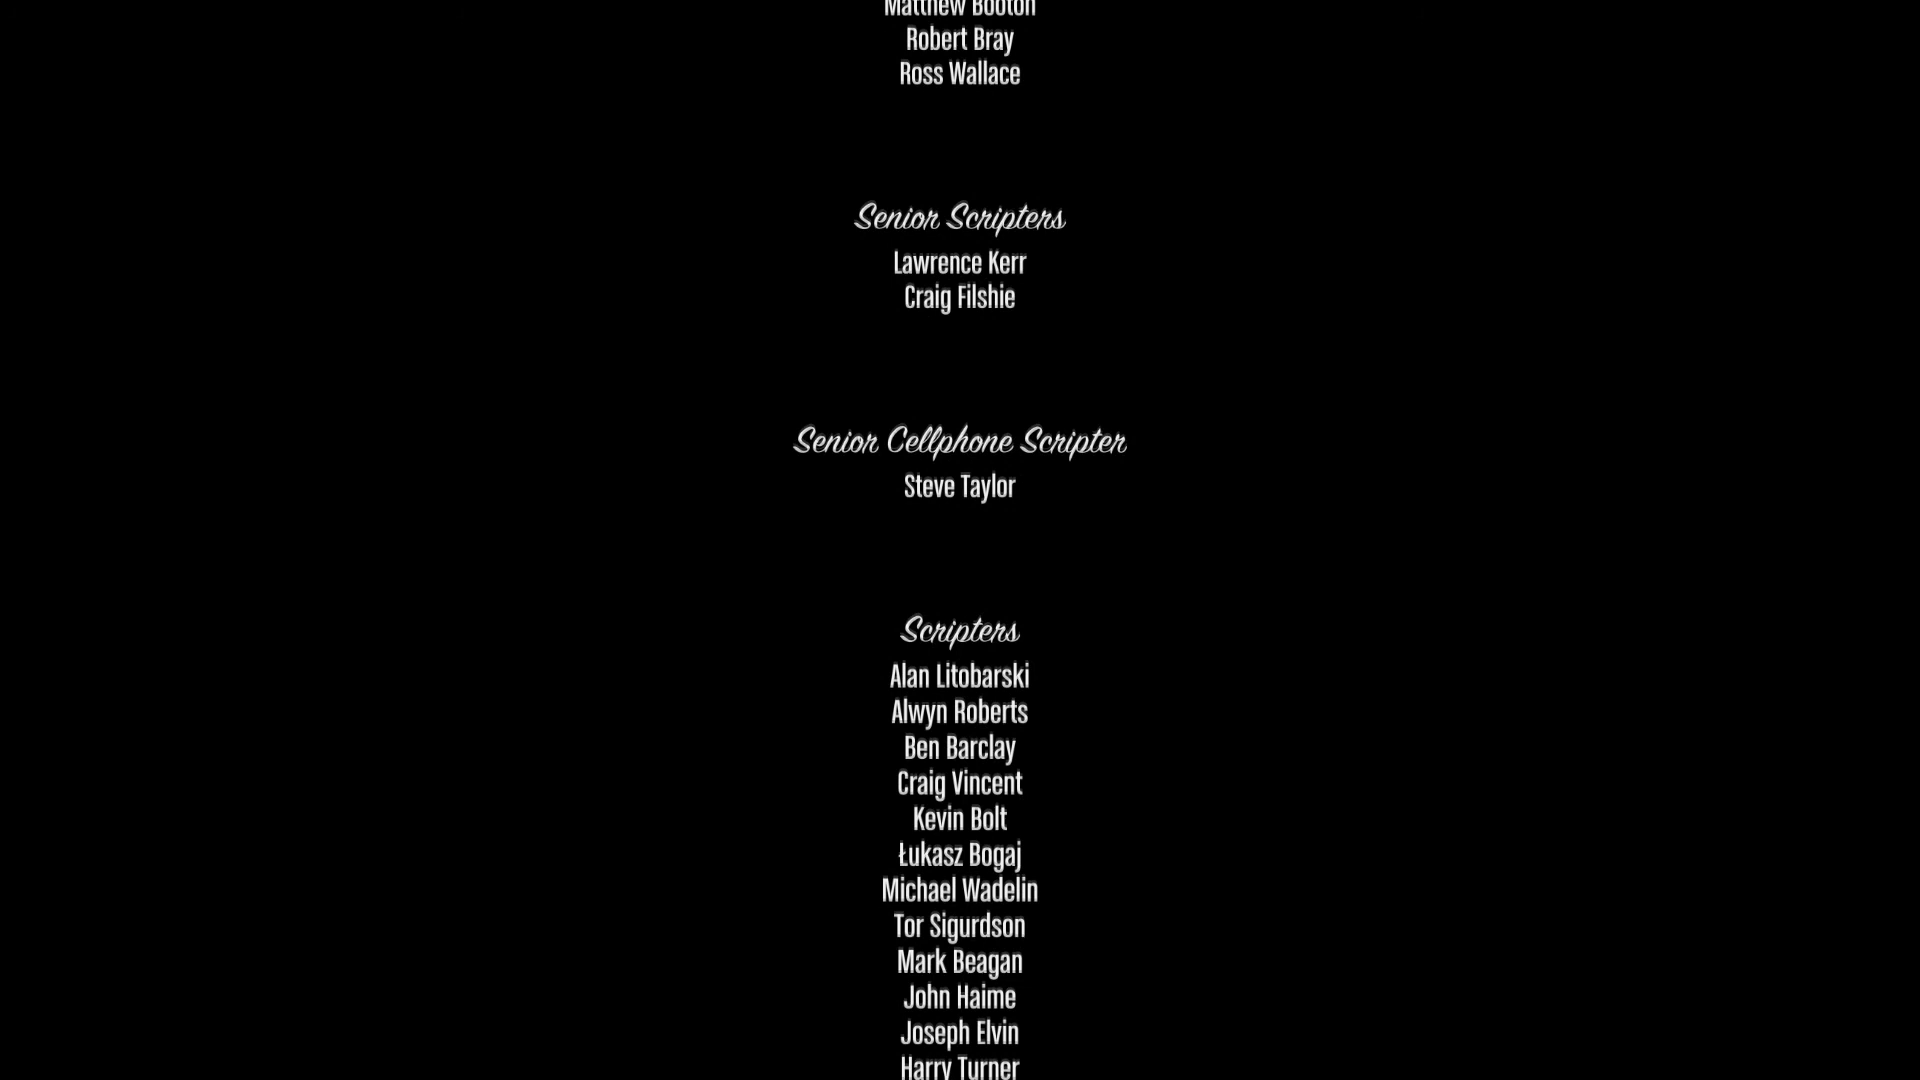 Matthew Booton
Robert Bray
Ross Wallace
Senior Scripters
Lawrence Kerr
Craig Filshie
Senior Cellphone Scripter
Steve Taylor
Scripters
Alan Litobarski
Alwyn Roberts
Ben Barclay
Craig Vincent
Kevin Bolt
Łukasz Bogaj
Michael Wadelin
Tor Sigurdson
Mark Beagan
John Haime
Joseph Elvin
Harry Turner